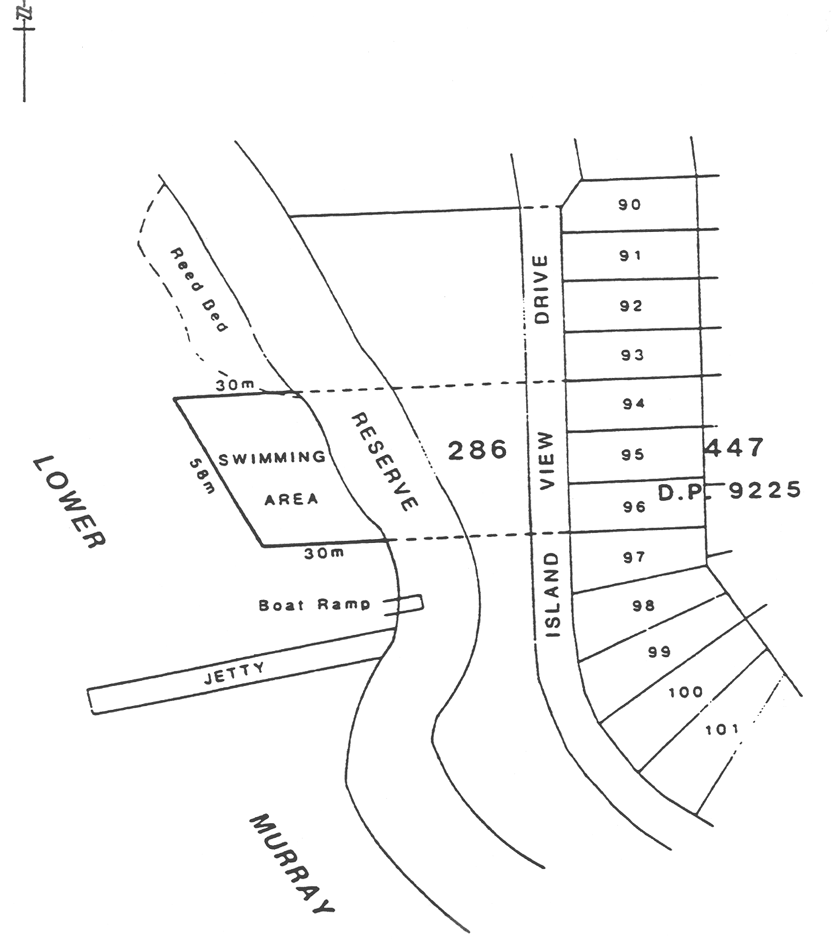 N
90
91
DRIVE
Reed Bed
92
93
30m
94
RESERVE
286
VIEW
95
447
LOWER
58m
SWIMMING
AREA
96
D.P. 9225
30m
97
ISLAND
Boat Ramp
98
99
JETTY
100
101
MURRAY